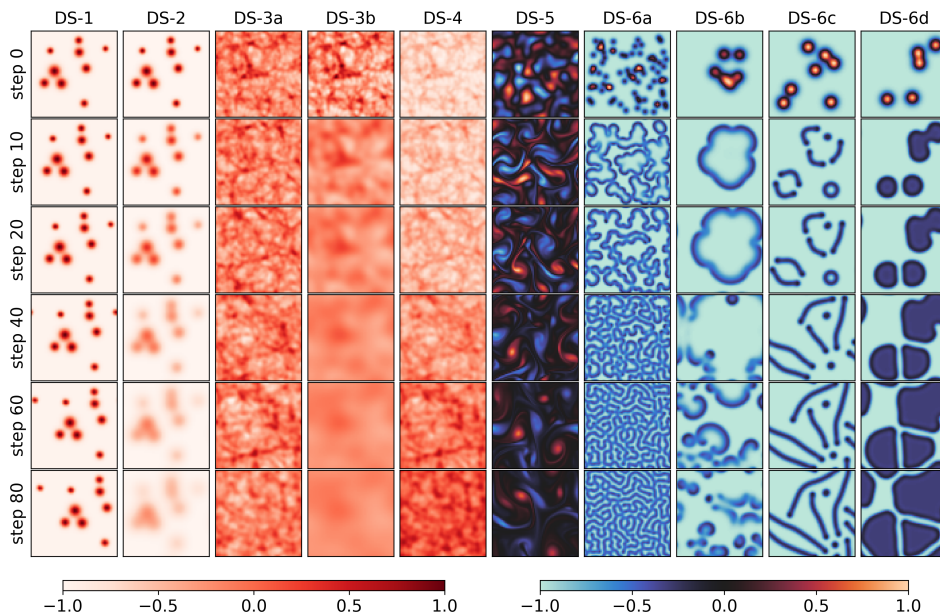 DS-1 DS-2 DS-3a DS-3b DS-4 DS-5 DS-6a DS-6b DS-6c DS-6d
step 0
step 10
step 20
step 40
step 60
step 80
−1.0 −0.5 0.0 0.5 1.0 −1.0 −0.5 0.0 0.5 1.0